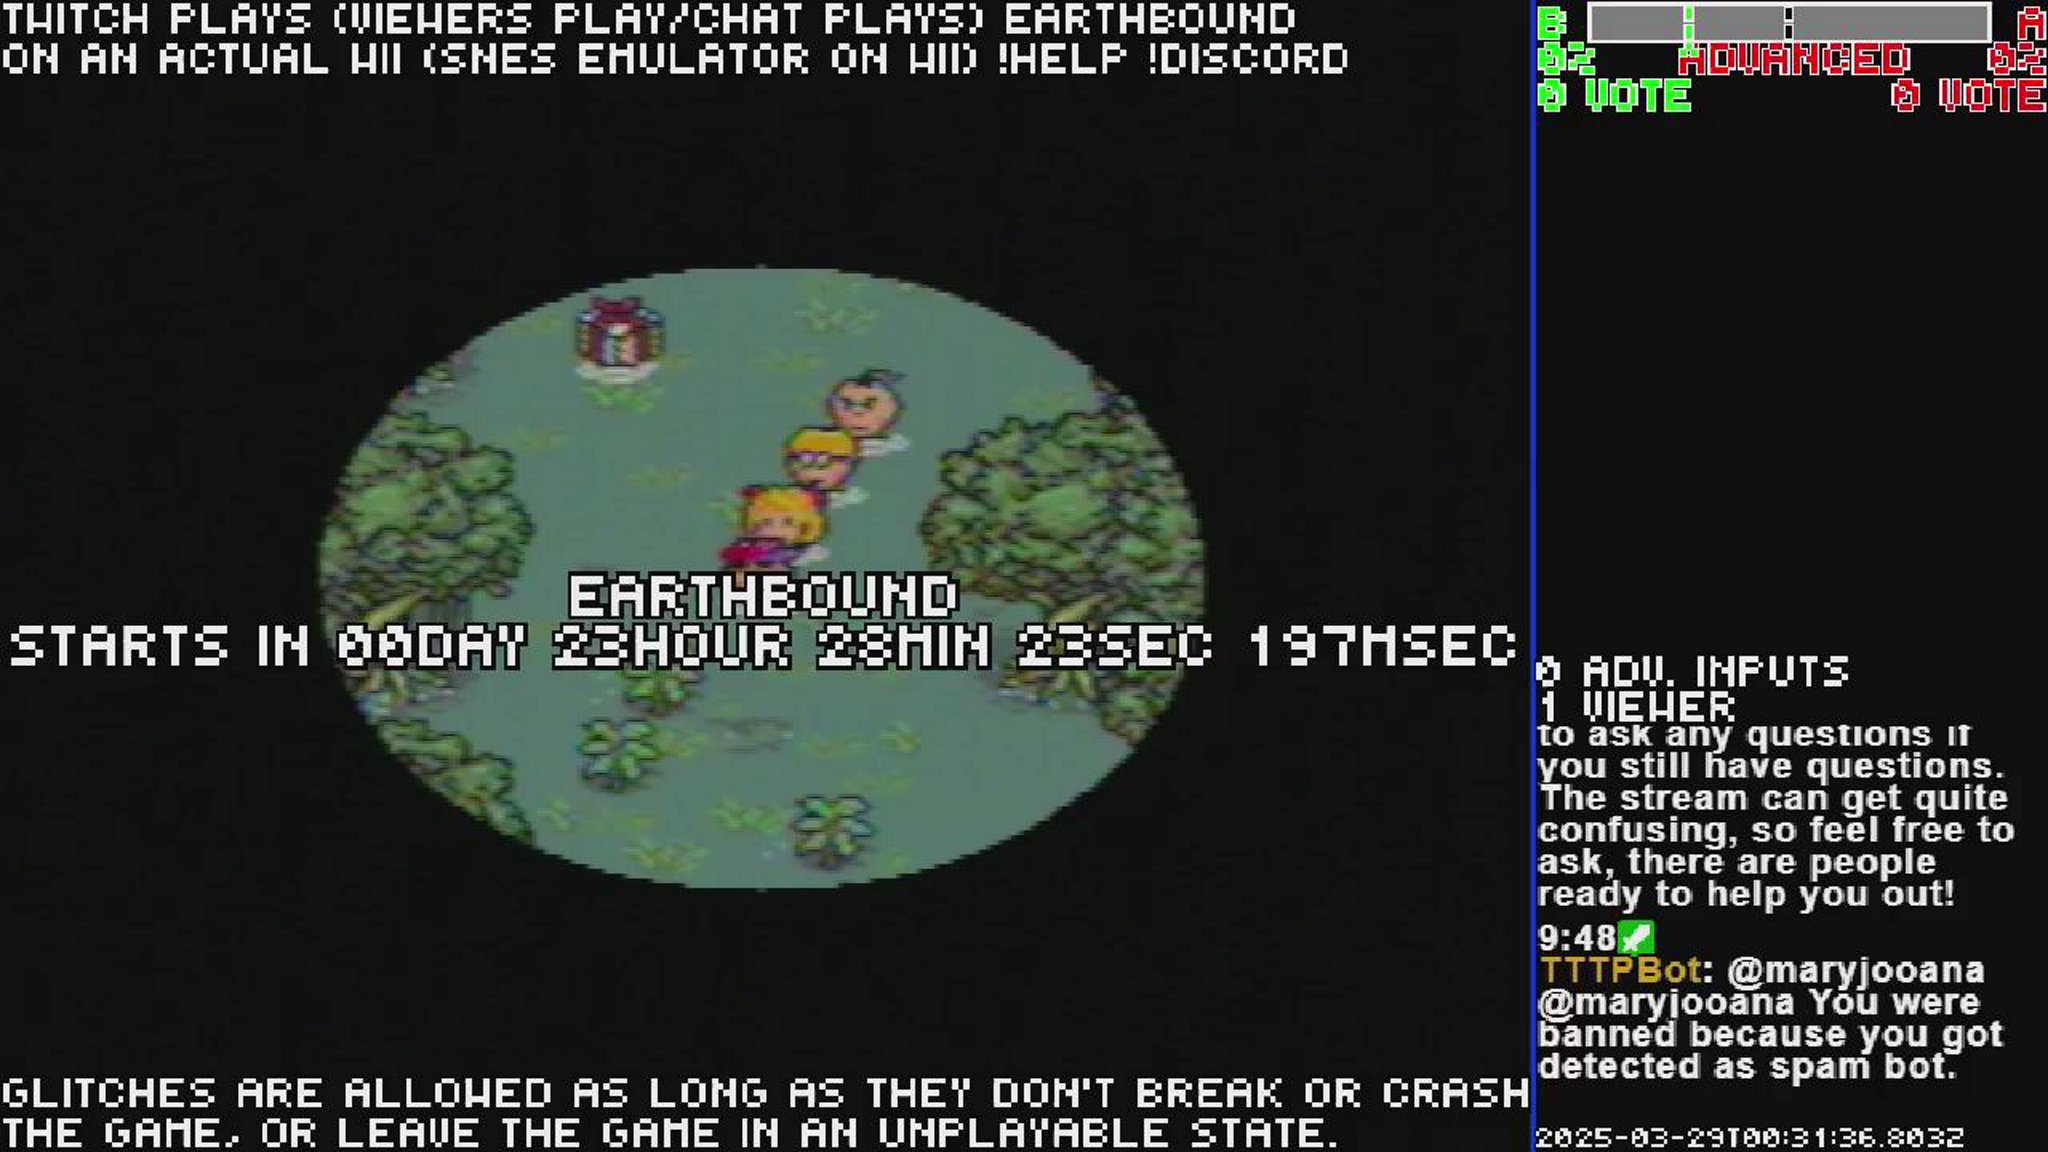 TWITCH PLAYS (VIEWERS PLAY/CHAT PLAYS) EARTHBOUND
ON AN ACTUAL WII (SNES EMULATOR ON WII) !HELP !DISCORD
B A
0% ADVANCED 0%
0 VOTE 0 VOTE
EARTHBOUND
STARTS IN 00DAY 23HOUR 28MIN 23SEC 197MSEC
0 ADV. INPUTS
1 VIEWER
to ask any questions if
you still have questions.
The stream can get quite
confusing, so feel free to
ask, there are people
ready to help you out!
9:48
TTTPBot: @maryjooana
@maryjooana You were
banned because you got
detected as spam bot.
GLITCHES ARE ALLOWED AS LONG AS THEY DON'T BREAK OR CRASH
THE GAME, OR LEAVE THE GAME IN AN UNPLAYABLE STATE.
2025-03-29T00:31:36.803Z